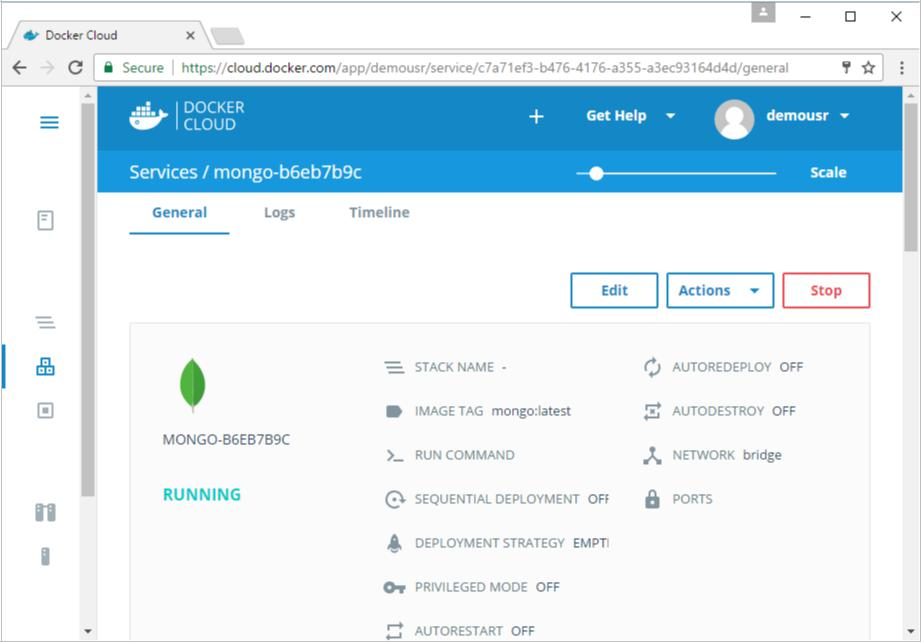 Docker Cloud
Secure https://cloud.docker.com/app/demousr/service/c7a71ef3-b476-4176-a355-a3ec93164d4d/general
DOCKER
CLOUD
Get Help
demousr
Services / mongo-b6eb7b9c
Scale
General Logs Timeline
Edit Actions Stop
STACK NAME -
AUTOREDEPLOY OFF
IMAGE TAG mongo:latest
AUTODESTROY OFF
MONGO-B6EB7B9C
RUN COMMAND
NETWORK bridge
RUNNING
SEQUENTIAL DEPLOYMENT OFF
PORTS
DEPLOYMENT STRATEGY EMPT
PRIVILEGED MODE OFF
AUTORESTART OFF